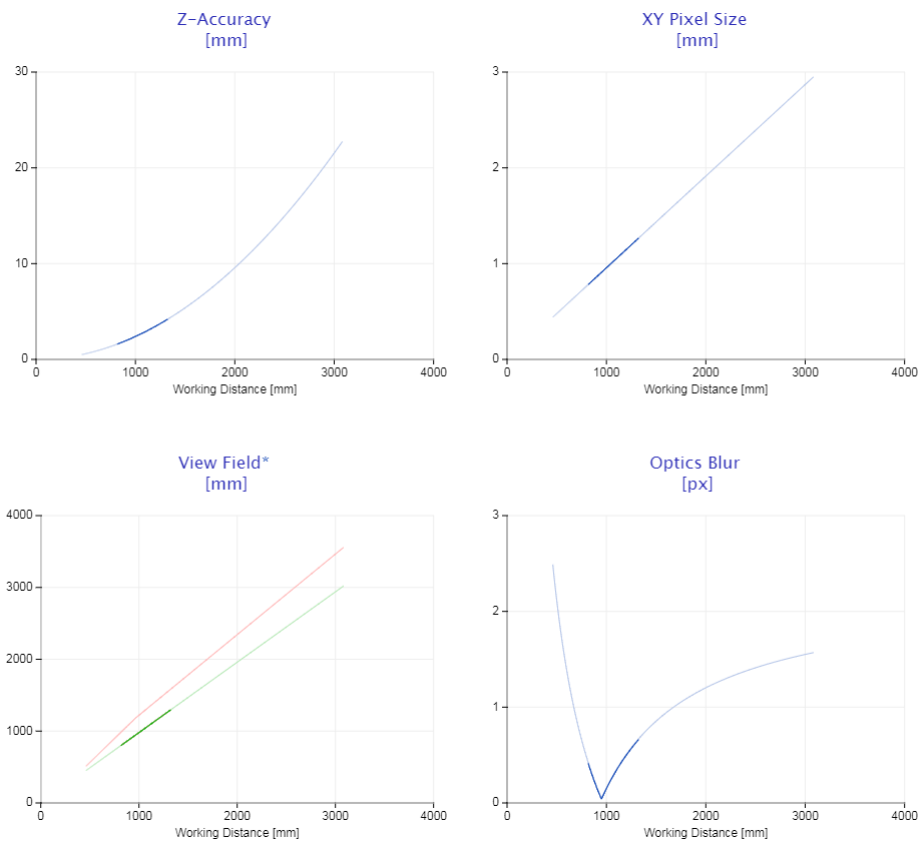 Z-Accuracy
[mm]
30
20
10
0
0 1000 2000 3000 4000
Working Distance [mm]
XY Pixel Size
[mm]
3
2
1
0
0 1000 2000 3000 4000
Working Distance [mm]
View Field*
[mm]
4000
3000
2000
1000
0
0 1000 2000 3000 4000
Working Distance [mm]
Optics Blur
[px]
3
2
1
0
0 1000 2000 3000 4000
Working Distance [mm]